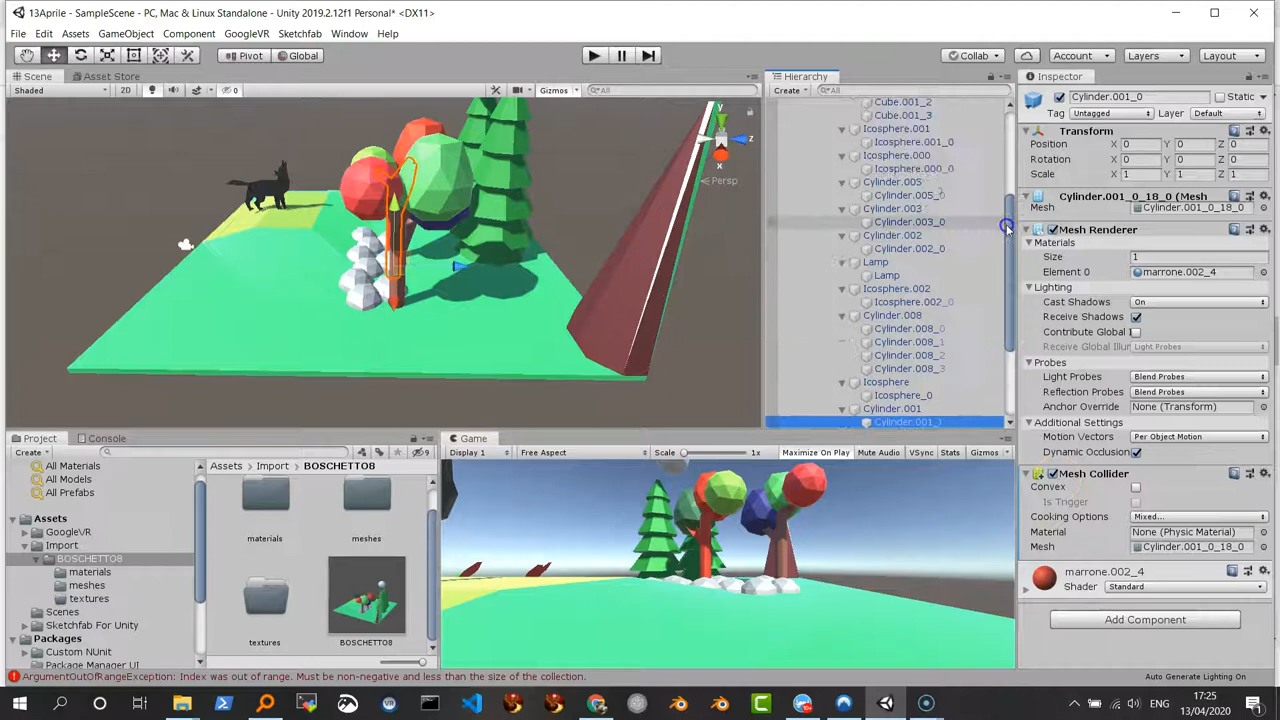 13Aprile - SampleScene - PC, Mac & Linux Standalone - Unity 2019.2.12f1 Personal* <DX11>
File Edit Assets GameObject Component GoogleVR Sketchfab Window Help
Pivot Global Collab Account Layers Layout
Scene Asset Store Hierarchy Inspector
Shaded 2D 0 Gizmos All Create All
y
z
x
Persp
Cube.001_2
Cube.001_3
Icosphere.001
Icosphere.001_0
Icosphere.000
Icosphere.000_0
Cylinder.005
Cylinder.005_0
Cylinder.003
Cylinder.003_0
Cylinder.002
Cylinder.002_0
Lamp
Lamp
Icosphere.002
Icosphere.002_0
Cylinder.008
Cylinder.008_0
Cylinder.008_1
Cylinder.008_2
Cylinder.008_3
Icosphere
Icosphere_0
Cylinder.001
Cylinder.001_0
Cylinder.001_0 Static
Tag Untagged Layer Default
Transform
Position X 0 Y 0 Z 0
Rotation X 0 Y 0 Z 0
Scale X 1 Y 1 Z 1
Cylinder.001_0_18_0 (Mesh
Mesh Cylinder.001_0_18_0
Mesh Renderer
Materials
Size 1
Element 0 marrone.002_4
Lighting
Cast Shadows On
Receive Shadows
Contribute Global I
Receive Global Illur Light Probes
Probes
Light Probes Blend Probes
Reflection Probes Blend Probes
Anchor Override None (Transform)
Additional Settings
Motion Vectors Per Object Motion
Dynamic Occlusion
Mesh Collider
Convex
Is Trigger
Cooking Options Mixed...
Material None (Physic Material)
Mesh Cylinder.001_0_18_0
marrone.002_4
Shader Standard
Add Component
Project Console
Create 9
All Materials
All Models
All Prefabs
Assets
GoogleVR
Import
BOSCHETTO8
materials
meshes
textures
Scenes
Sketchfab For Unity
Packages
Custom NUnit
Package Manager UI
Assets Import BOSCHETTO8
materials meshes
textures BOSCHETTO8
Game
Display 1 Free Aspect Scale 1x Maximize On Play Mute Audio VSync Stats Gizmos
ArgumentOutOfRangeException: Index was out of range. Must be non-negative and less than the size of the collection.
Auto Generate Lighting On
ENG 17:25
13/04/2020